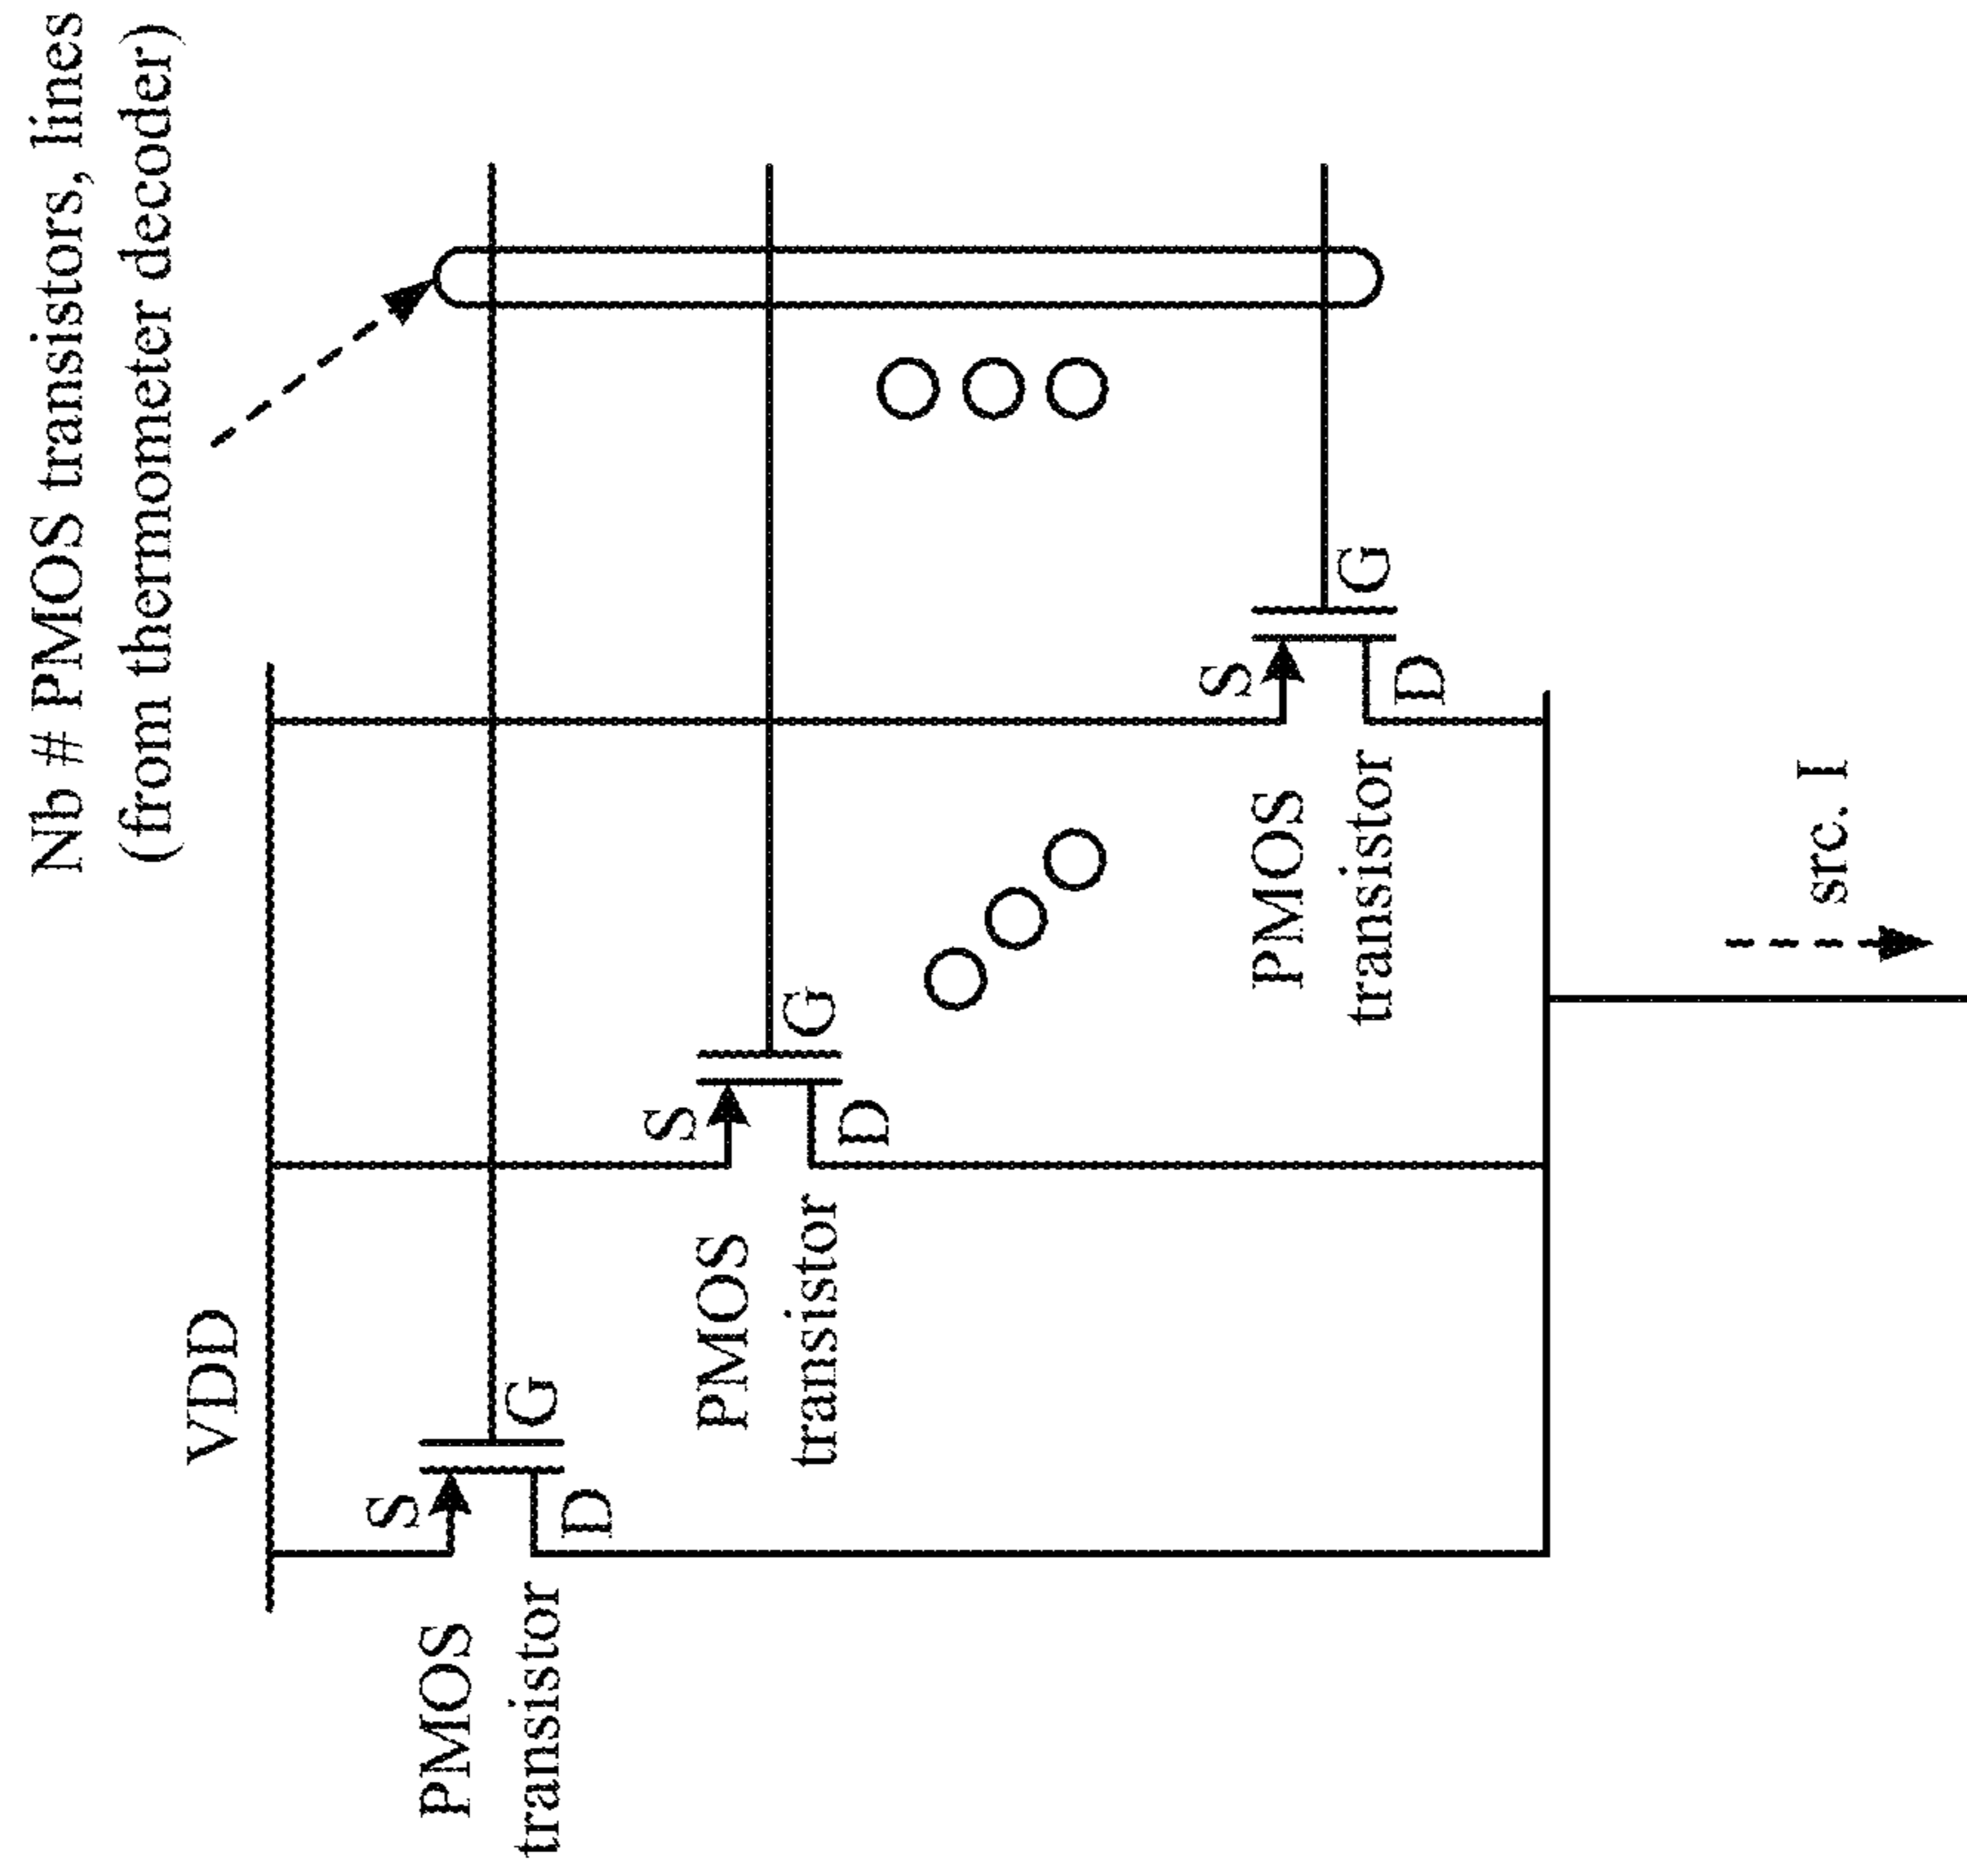 Nb # PMOS transistors, lines
(from thermometer decoder)
VDD
S
G
D
PMOS
transistor
S
G
D
PMOS
transistor
S
G
D
PMOS
transistor
src. I